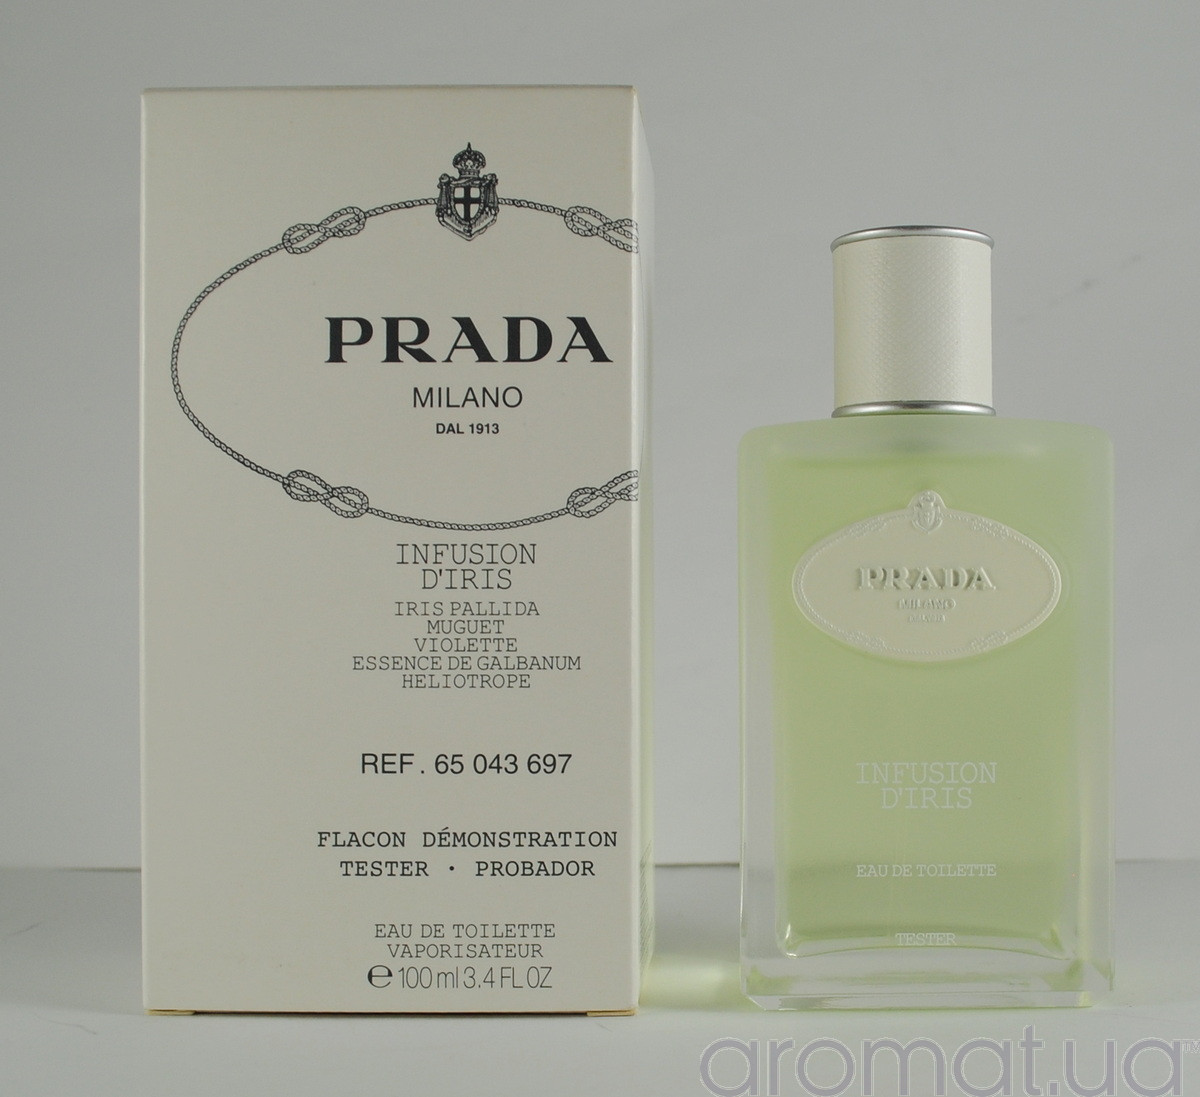 PRADA
MILANO
DAL 1913
INFUSION
D'IRIS
IRIS PALLIDA
MUGUET
VIOLETTE
ESSENCE DE GALBANUM
HELIOTROPE
REF. 65 043 697
FLACON DÉMONSTRATION
TESTER · PROBADOR
EAU DE TOILETTE
VAPORISATEUR
℮ 100 ml 3.4 FL OZ
PRADA
MILANO
INFUSION
D'IRIS
EAU DE TOILETTE
TESTER
aromat.ua